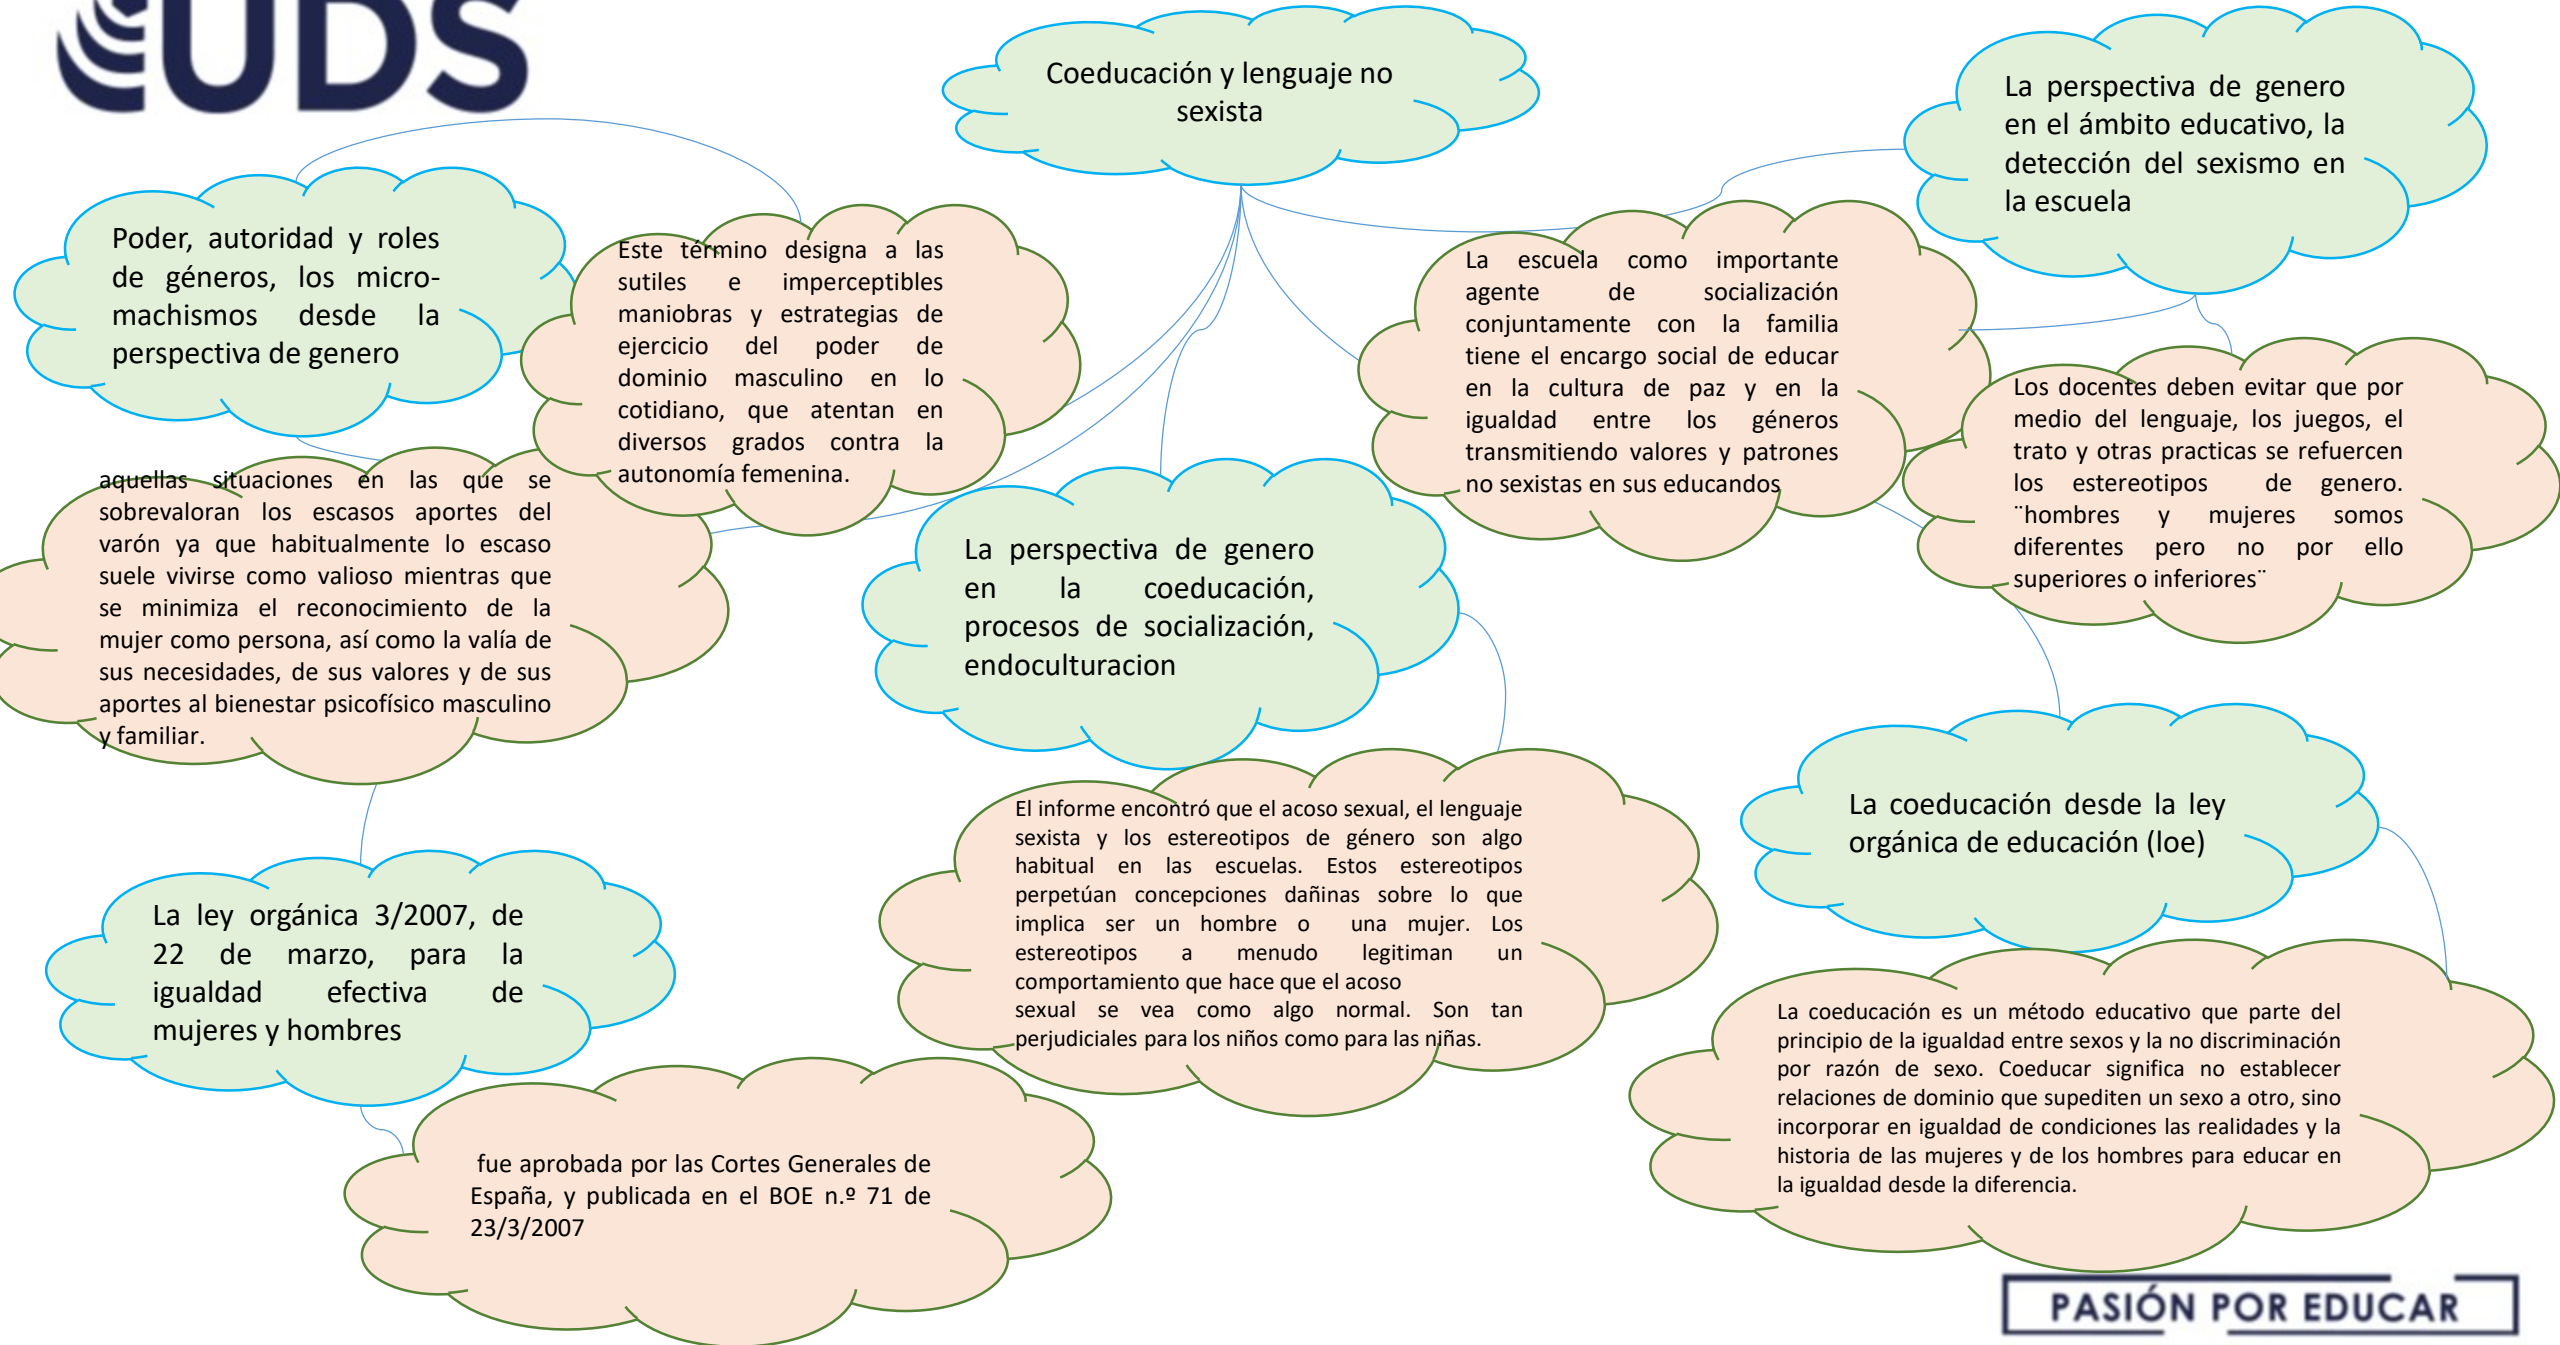 UDS
Coeducación y lenguaje no
sexista
La perspectiva de genero
en el ámbito educativo, la
detección del sexismo en
la escuela
Poder, autoridad y roles
de géneros, los micro-
machismos desde la
perspectiva de genero
Este término designa a las
sutiles e imperceptibles
maniobras y estrategias de
ejercicio del poder de
dominio masculino en lo
cotidiano, que atentan en
diversos grados contra la
autonomía femenina.
La escuela como importante
agente de socialización
conjuntamente con la familia
tiene el encargo social de educar
en la cultura de paz y en la
igualdad entre los géneros
transmitiendo valores y patrones
no sexistas en sus educandos
Los docentes deben evitar que por
medio del lenguaje, los juegos, el
trato y otras practicas se refuercen
los estereotipos de genero.
¨hombres y mujeres somos
diferentes pero no por ello
superiores o inferiores¨
aquellas situaciones en las que se
sobrevaloran los escasos aportes del
varón ya que habitualmente lo escaso
suele vivirse como valioso mientras que
se minimiza el reconocimiento de la
mujer como persona, así como la valía de
sus necesidades, de sus valores y de sus
aportes al bienestar psicofísico masculino
y familiar.
La perspectiva de genero
en la coeducación,
procesos de socialización,
endoculturacion
El informe encontró que el acoso sexual, el lenguaje
sexista y los estereotipos de género son algo
habitual en las escuelas. Estos estereotipos
perpetúan concepciones dañinas sobre lo que
implica ser un hombre o una mujer. Los
estereotipos a menudo legitiman un
comportamiento que hace que el acoso
sexual se vea como algo normal. Son tan
perjudiciales para los niños como para las niñas.
La coeducación desde la ley
orgánica de educación (loe)
La ley orgánica 3/2007, de
22 de marzo, para la
igualdad efectiva de
mujeres y hombres
La coeducación es un método educativo que parte del
principio de la igualdad entre sexos y la no discriminación
por razón de sexo. Coeducar significa no establecer
relaciones de dominio que supediten un sexo a otro, sino
incorporar en igualdad de condiciones las realidades y la
historia de las mujeres y de los hombres para educar en
la igualdad desde la diferencia.
fue aprobada por las Cortes Generales de
España, y publicada en el BOE n.º 71 de
23/3/2007
PASIÓN POR EDUCAR